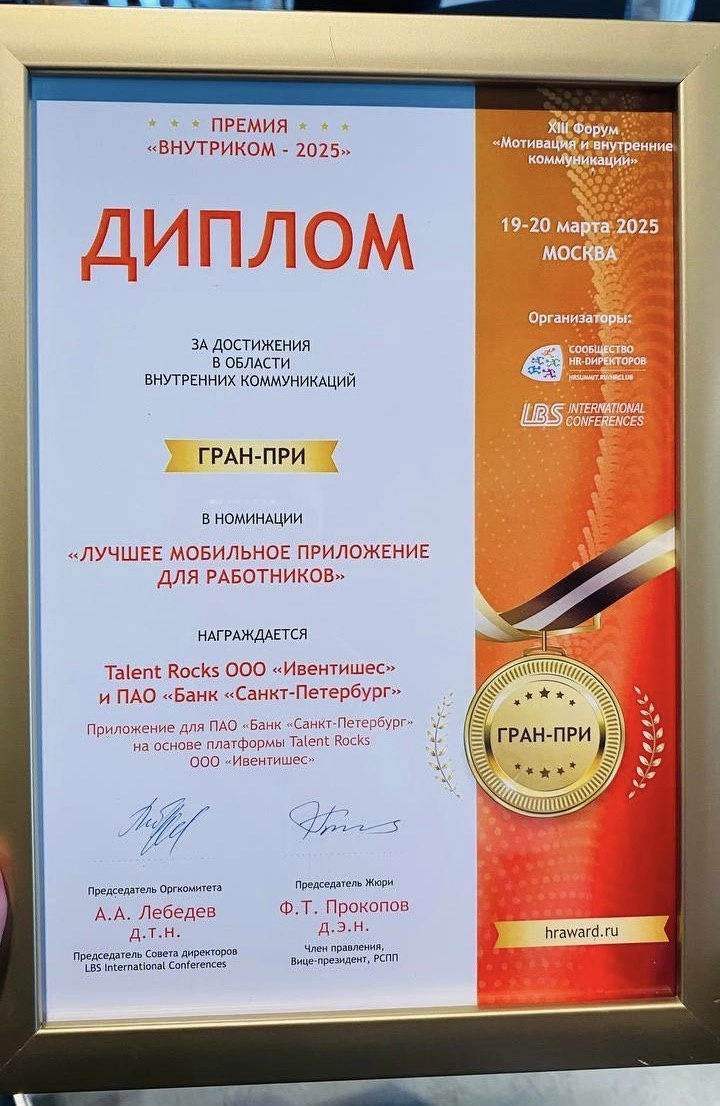 ПРЕМИЯ
«ВНУТРИКОМ - 2025»
ДИПЛОМ
ЗА ДОСТИЖЕНИЯ
В ОБЛАСТИ
ВНУТРЕННИХ КОММУНИКАЦИЙ
ГРАН-ПРИ
В НОМИНАЦИИ
«ЛУЧШЕЕ МОБИЛЬНОЕ ПРИЛОЖЕНИЕ
ДЛЯ РАБОТНИКОВ»
НАГРАЖДАЕТСЯ
Talent Rocks ООО «Ивентишес»
и ПАО «Банк «Санкт-Петербург»
Приложение для ПАО «Банк «Санкт-Петербург»
на основе платформы Talent Rocks
ООО «Ивентишес»
Председатель Оргкомитета
А.А. Лебедев
д.т.н.
Председатель Совета директоров
LBS International Conferences
Председатель Жюри
Ф.Т. Прокопов
д.э.н.
Член правления,
Вице-президент, РСПП
XIII Форум
«Мотивация и внутренние
коммуникации»
19-20 марта 2025
МОСКВА
Организаторы:
СООБЩЕСТВО
HR-DИРЕКТОРОВ
HRSUMMIT.RU/HRCLUB
LBS INTERNATIONAL
CONFERENCES
ГРАН-ПРИ
hraward.ru